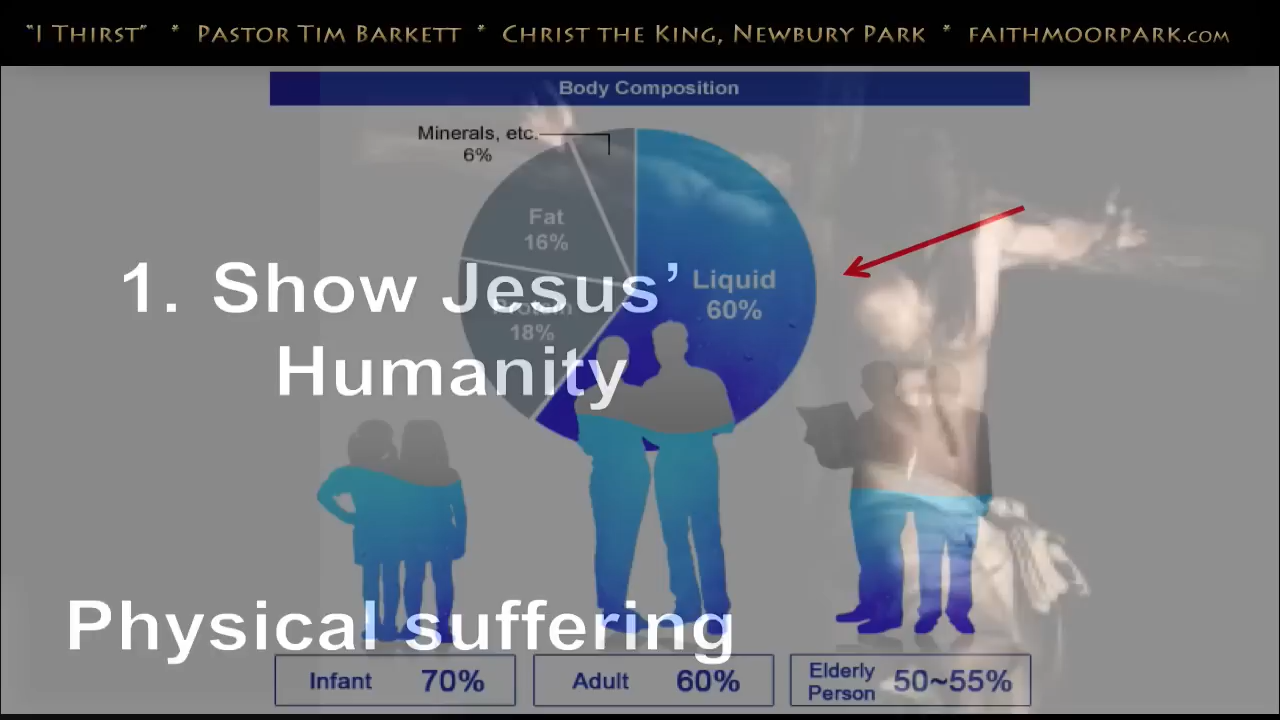 “I Thirst” * Pastor Tim Barkett * Christ the King, Newbury Park * faithmoorpark.com
Body Composition
Minerals, etc.
6%
Fat
16%
Liquid
60%
Protein
18%
1. Show Jesus’
Humanity
Physical suffering
Infant 70%
Adult 60%
Elderly
Person 50~55%